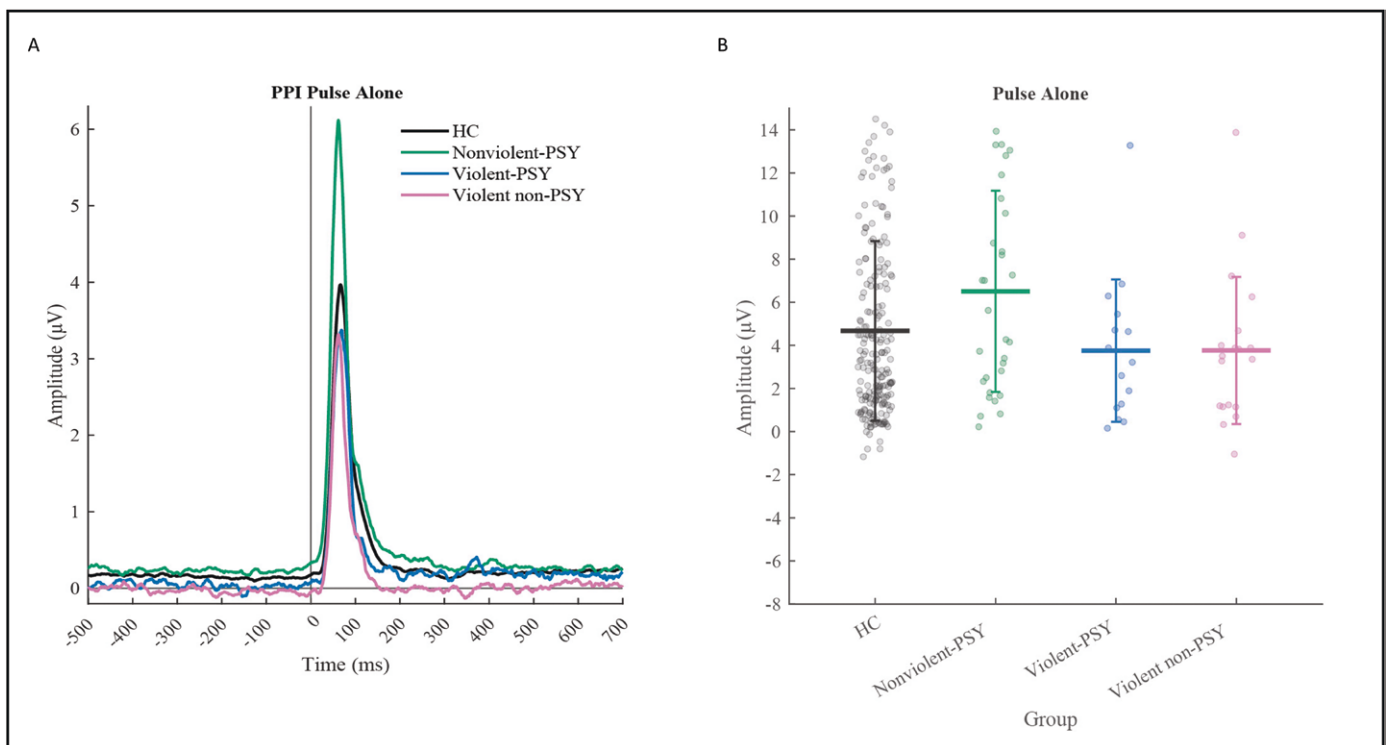 A
PPI Pulse Alone
HC
Nonviolent-PSY
Violent-PSY
Violent non-PSY
6
5
4
3
2
1
0
Amplitude (µV)
-500
-400
-300
-200
-100
0
100
200
300
400
500
600
700
Time (ms)
B
Pulse Alone
14
12
10
8
6
4
2
0
-2
4
-6
-8
Amplitude (µV)
HC
Nonviolent-PSY
Violent-PSY
Violent non-PSY
Group